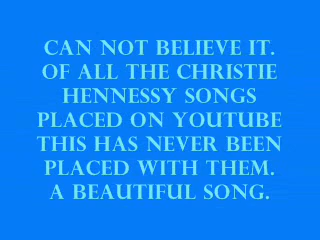 CAN NOT BELIEVE IT.
OF ALL THE CHRISTIE
HENNESSY SONGS
PLACED ON YOUTUBE
THIS HAS NEVER BEEN
PLACED WITH THEM.
A BEAUTIFUL SONG.